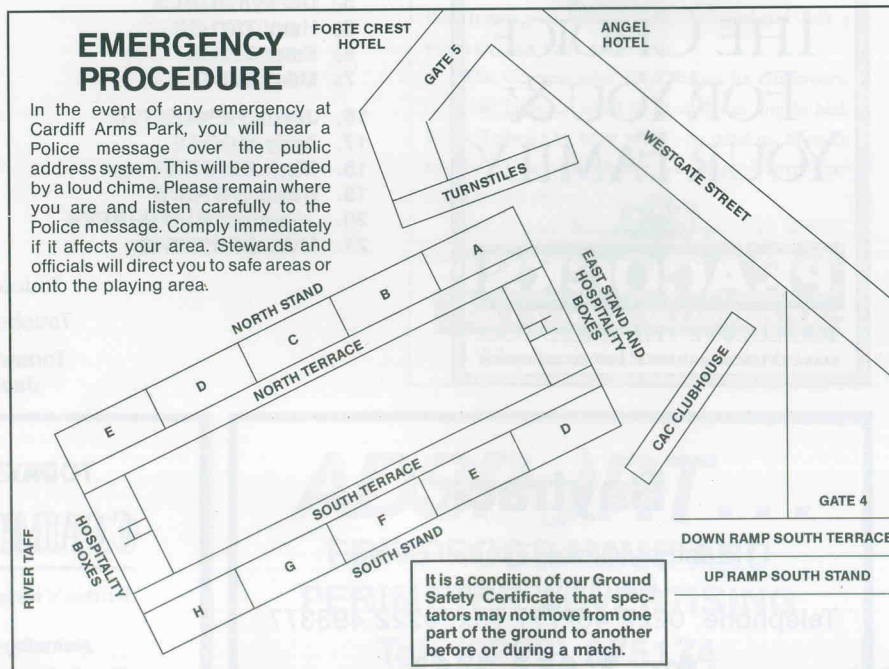 EMERGENCY
PROCEDURE
In the event of any emergency at
Cardiff Arms Park, you will hear a
Police message over the public
address system. This will be preceded
by a loud chime. Please remain where
you are and listen carefully to the
Police message. Comply immediately
if it affects your area. Stewards and
officials will direct you to safe areas or
onto the playing area.
FORTE CREST
HOTEL
GATE 5
ANGEL
HOTEL
WESTGATE STREET
TURNSTILES
NORTH STAND
A
B
C
D
E
NORTH TERRACE
EAST STAND AND
HOSPITALITY
BOXES
CAC CLUBHOUSE
SOUTH TERRACE
D
E
F
G
H
SOUTH STAND
HOSPITALITY
BOXES
RIVER TAFF
GATE 4
DOWN RAMP SOUTH TERRACE
UP RAMP SOUTH STAND
It is a condition of our Ground
Safety Certificate that spec-
tators may not move from one
part of the ground to another
before or during a match.